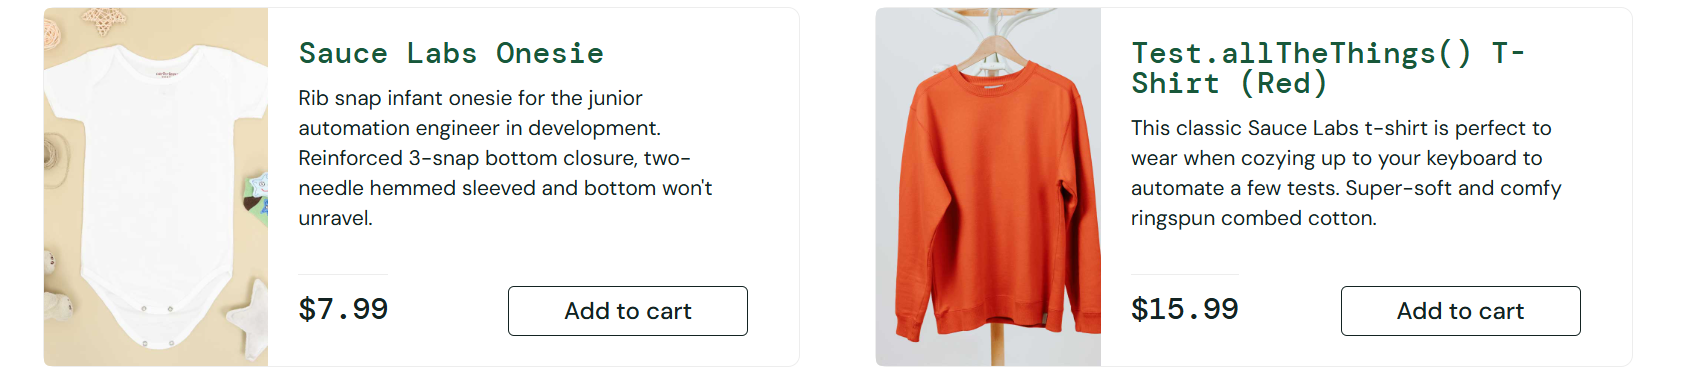 Sauce Labs Onesie
Rib snap infant onesie for the junior
automation engineer in development.
Reinforced 3-snap bottom closure, two-
needle hemmed sleeved and bottom won't
unravel.
$7.99
Add to cart
Test.allTheThings() T-
Shirt (Red)
This classic Sauce Labs t-shirt is perfect to
wear when cozying up to your keyboard to
automate a few tests. Super-soft and comfy
ringspun combed cotton.
$15.99
Add to cart